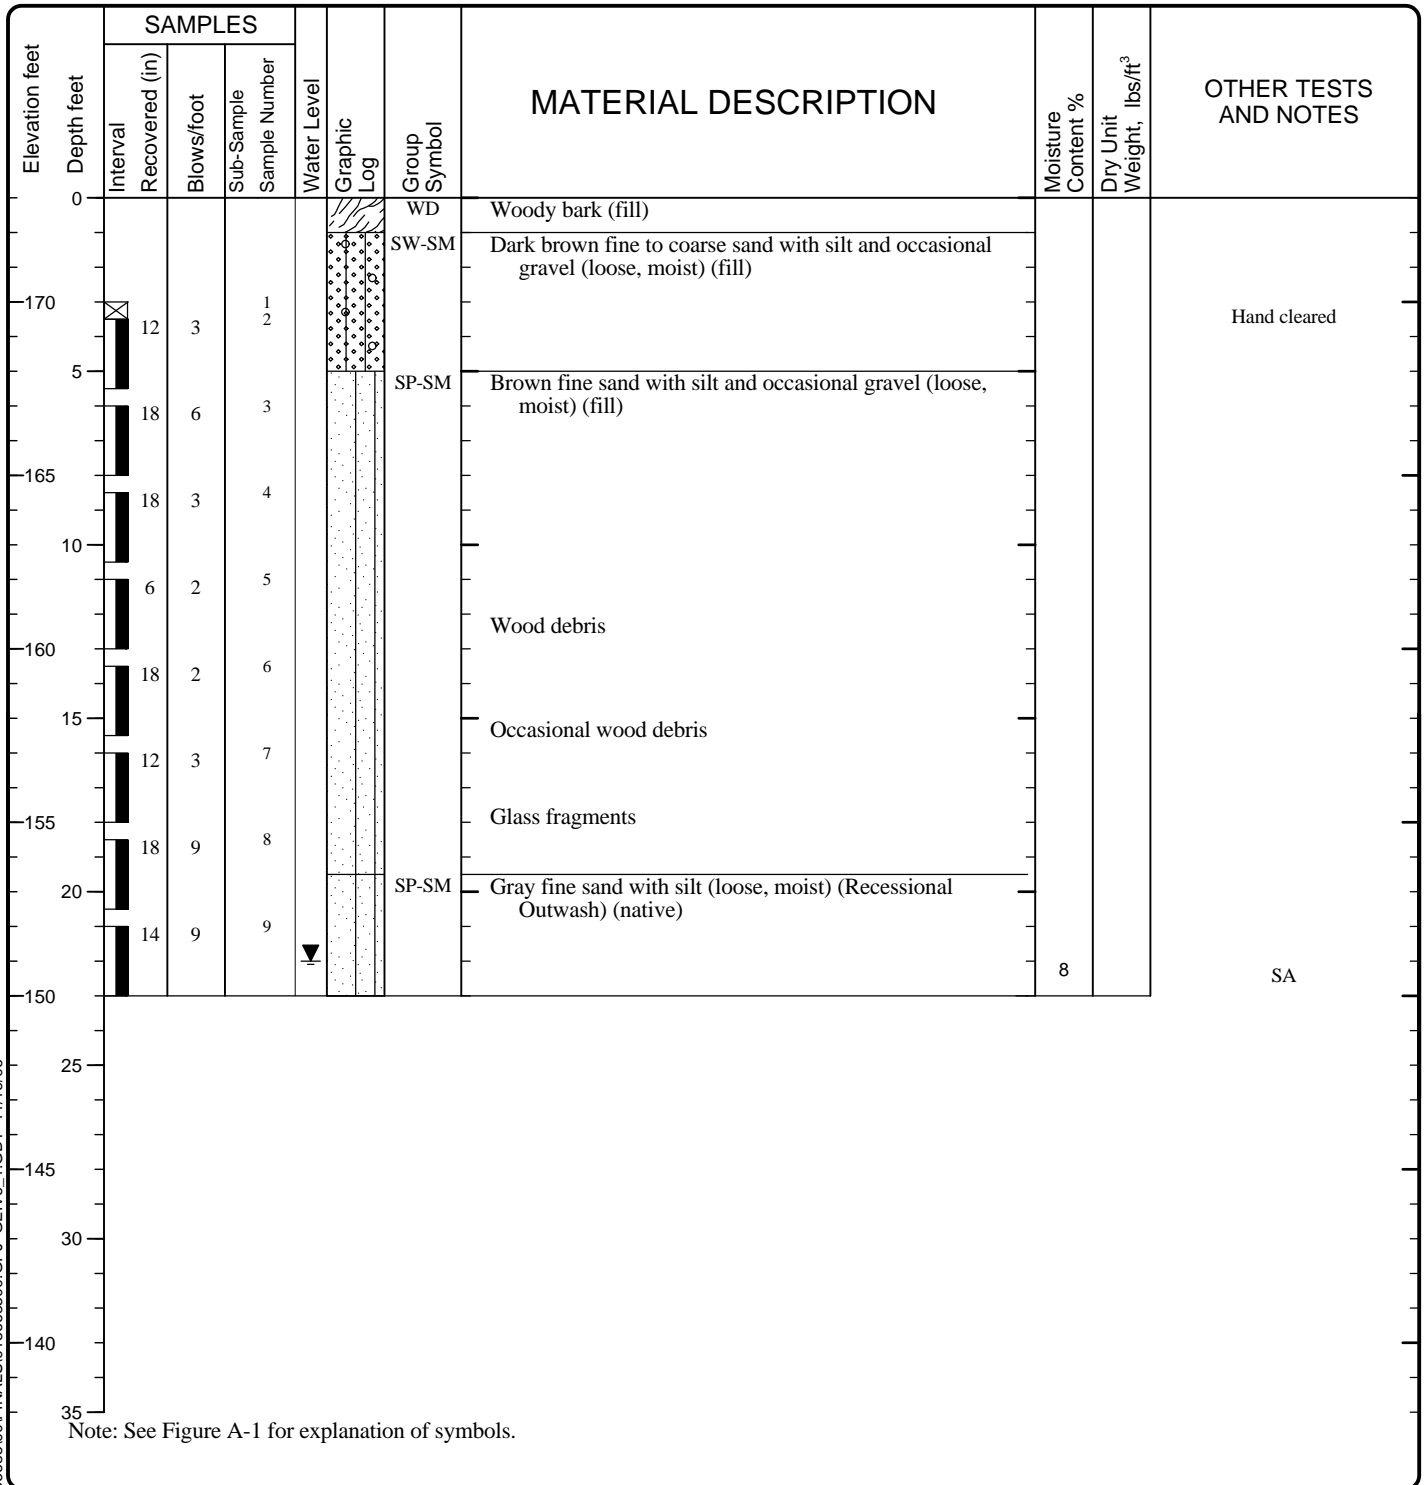 SAMPLES
Elevation feet
Depth feet
Interval
Recovered (in)
Blows/foot
Sub-Sample
Sample Number
Water Level
Graphic
Log
Group
Symbol
MATERIAL DESCRIPTION
Moisture
Content %
Dry Unit
Weight, lbs/ft³
OTHER TESTS
AND NOTES
0
WD
Woody bark (fill)
SW-SM
Dark brown fine to coarse sand with silt and occasional
gravel (loose, moist) (fill)
170
1
12
3
2
Hand cleared
5
SP-SM
Brown fine sand with silt and occasional gravel (loose,
moist) (fill)
18
6
3
165
18
3
4
10
6
2
5
Wood debris
160
18
2
6
15
Occasional wood debris
12
3
7
155
Glass fragments
18
9
8
20
SP-SM
Gray fine sand with silt (loose, moist) (Recessional
Outwash) (native)
14
9
9
8
SA
150
25
145
30
140
35
Note: See Figure A-1 for explanation of symbols.